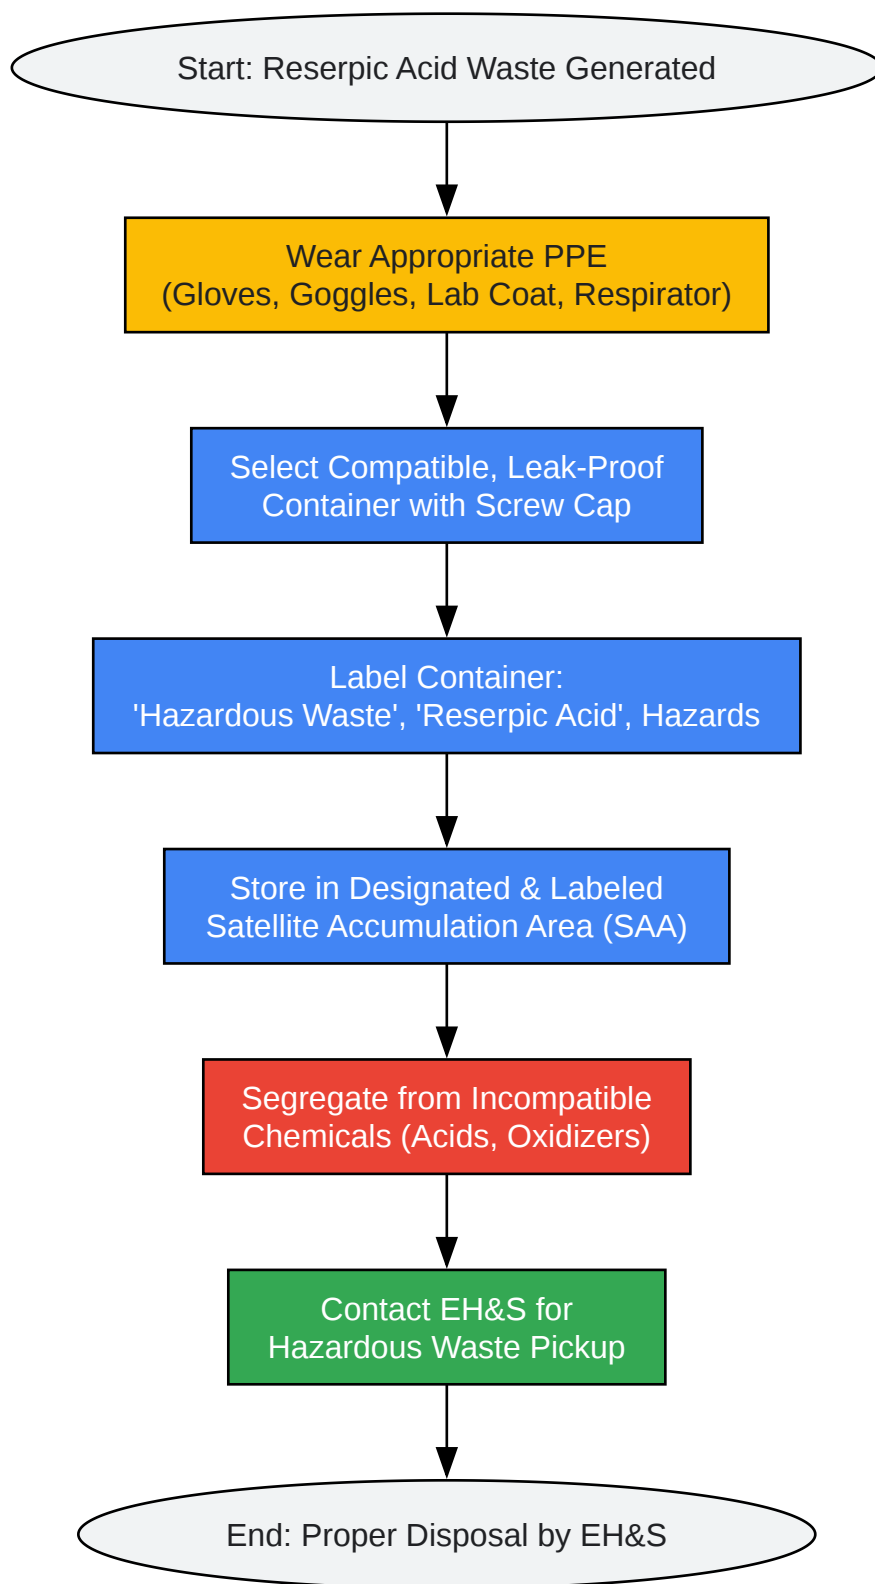 Start: Reserpic Acid Waste Generated
Wear Appropriate PPE
(Gloves, Goggles, Lab Coat, Respirator)
Select Compatible, Leak-Proof
Container with Screw Cap
Label Container:
'Hazardous Waste', 'Reserpic Acid', Hazards
Store in Designated & Labeled
Satellite Accumulation Area (SAA)
Segregate from Incompatible
Chemicals (Acids, Oxidizers)
Contact EH&S for
Hazardous Waste Pickup
End: Proper Disposal by EH&S